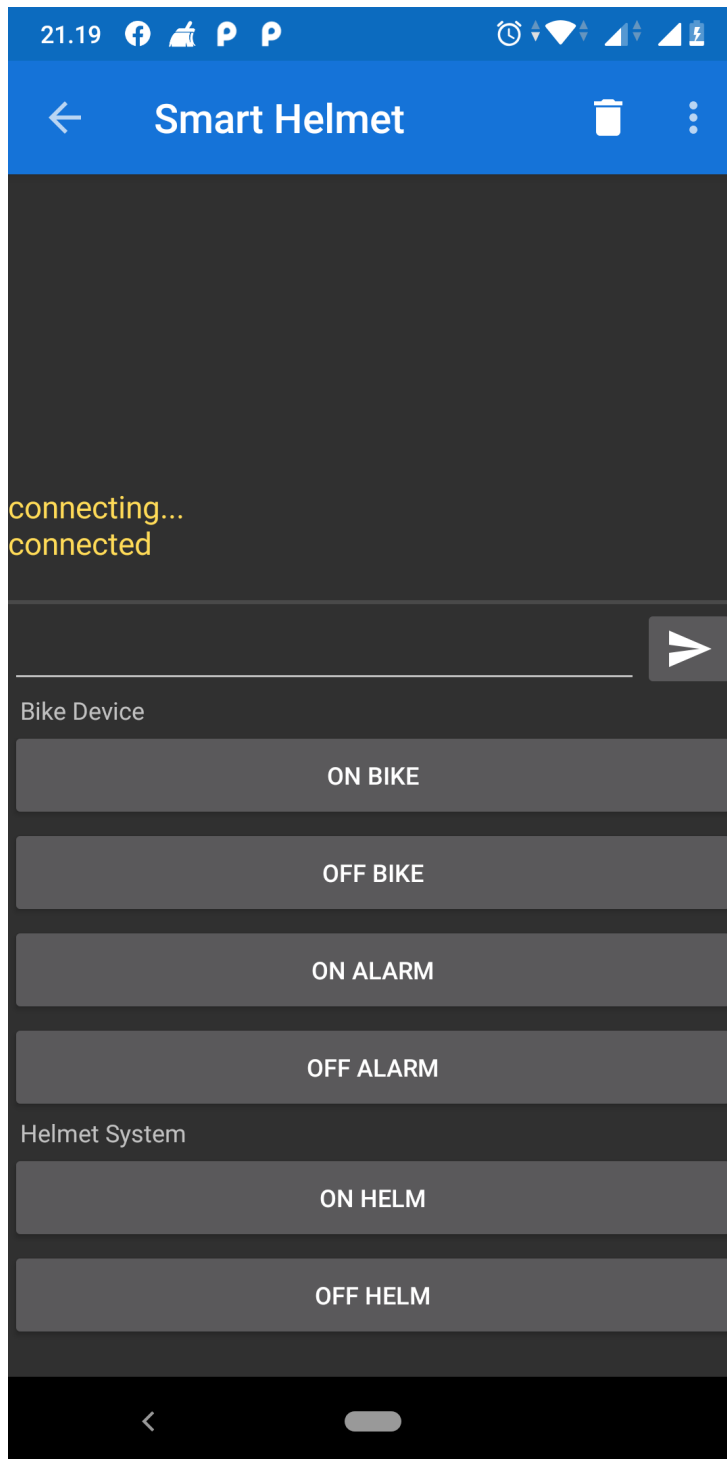 21.19
Smart Helmet
connecting...
connected
Bike Device
ON BIKE
OFF BIKE
ON ALARM
OFF ALARM
Helmet System
ON HELM
OFF HELM